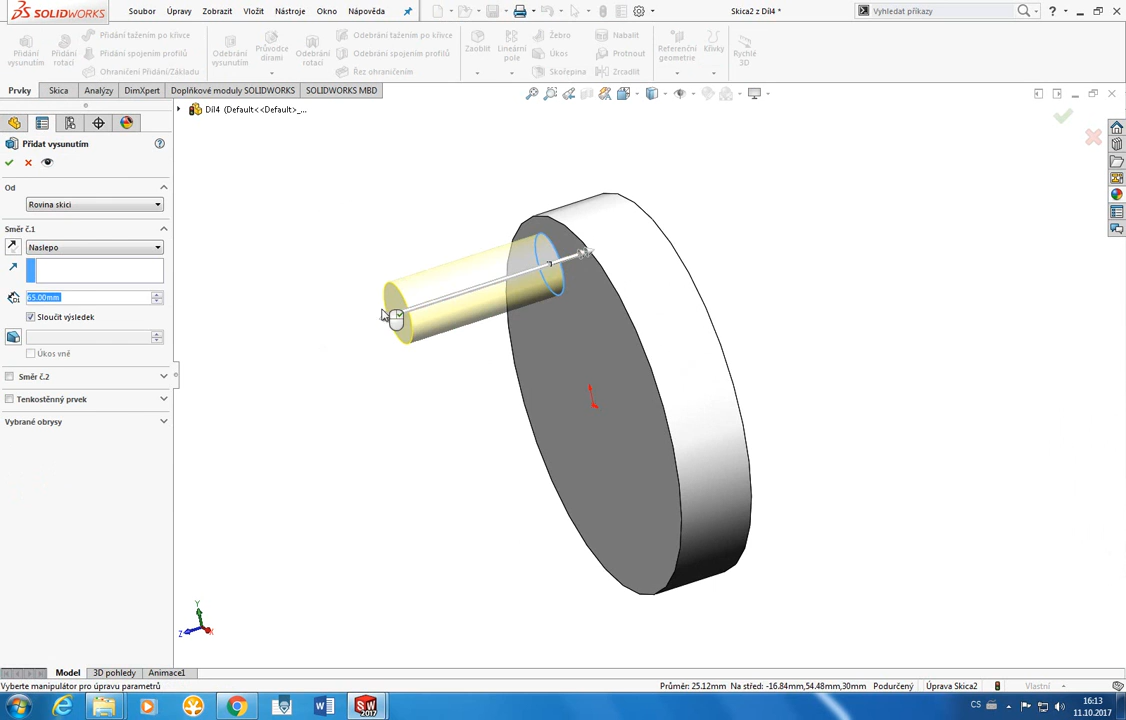 SOLIDWORKS
Soubor Úpravy Zobrazit Vložit Nástroje Okno Nápověda
Skica2 z Díl4 *
Vyhledat příkazy
Přidání vysunutím
Přidání rotací
Přidání tažením po křivce
Přidání spojením profilů
Ohraničení Přidání/Základu
Odebrání vysunutím
Průvodce dírami
Odebrání rotací
Odebrání tažením po křivce
Odebrání spojením profilů
Řez ohraničením
Zaoblit
Lineární pole
Žebro
Úkos
Skořepina
Nabalit
Protnout
Zrcadlit
Referenční geometrie
Křivky
Rychlé 3D
Prvky Skica Analýzy DimXpert Doplňkové moduly SOLIDWORKS SOLIDWORKS MBD
Díl4 (Default<<Default>_...
Přidat vysunutím
Od
Rovina skici
Směr č.1
Naslepo
65.00mm
Sloučit výsledek
Úkos vně
Směr č.2
Tenkostěnný prvek
Vybrané obrysy
Y
Z
X
Model 3D pohledy Animace1
Vyberte manipulátor pro úpravu parametrů
Průměr: 25.12mm Na střed: -16.84mm,54.48mm,30mm Podurčený Úprava Skica2 Vlastní
CS
16:13
11.10.2017
SW
2017